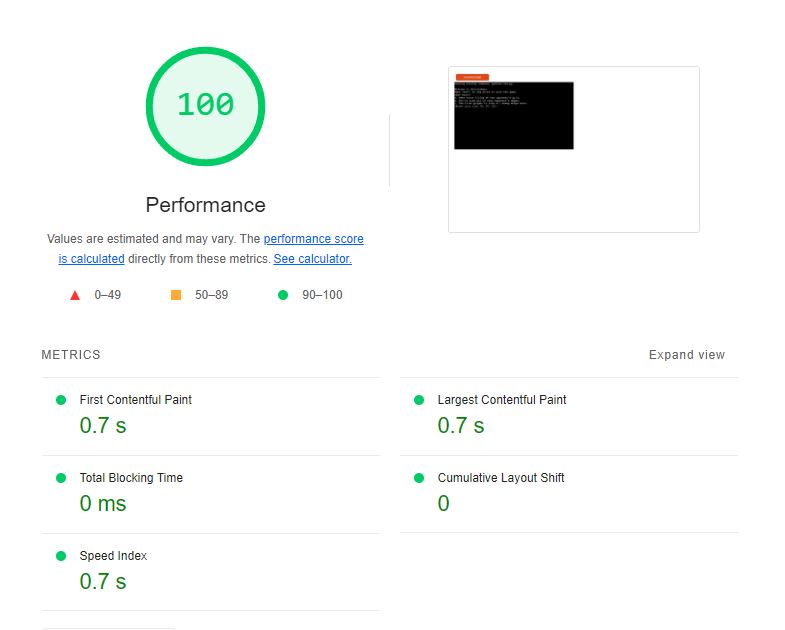 100
Performance
Values are estimated and may vary. The performance score
is calculated directly from these metrics. See calculator.
0–49
50–89
90–100
METRICS
Expand view
First Contentful Paint
0.7 s
Largest Contentful Paint
0.7 s
Total Blocking Time
0 ms
Cumulative Layout Shift
0
Speed Index
0.7 s